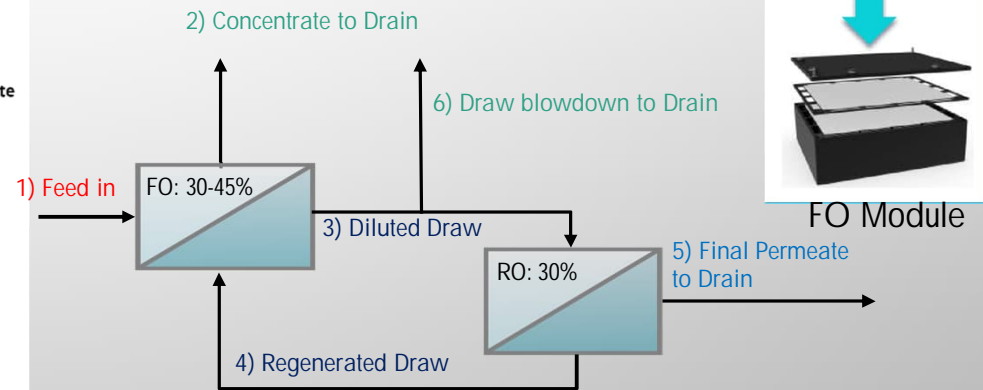 2) Concentrate to Drain
6) Draw blowdown to Drain
1) Feed in
FO: 30-45%
3) Diluted Draw
RO: 30%
5) Final Permeate
to Drain
4) Regenerated Draw
FO Module